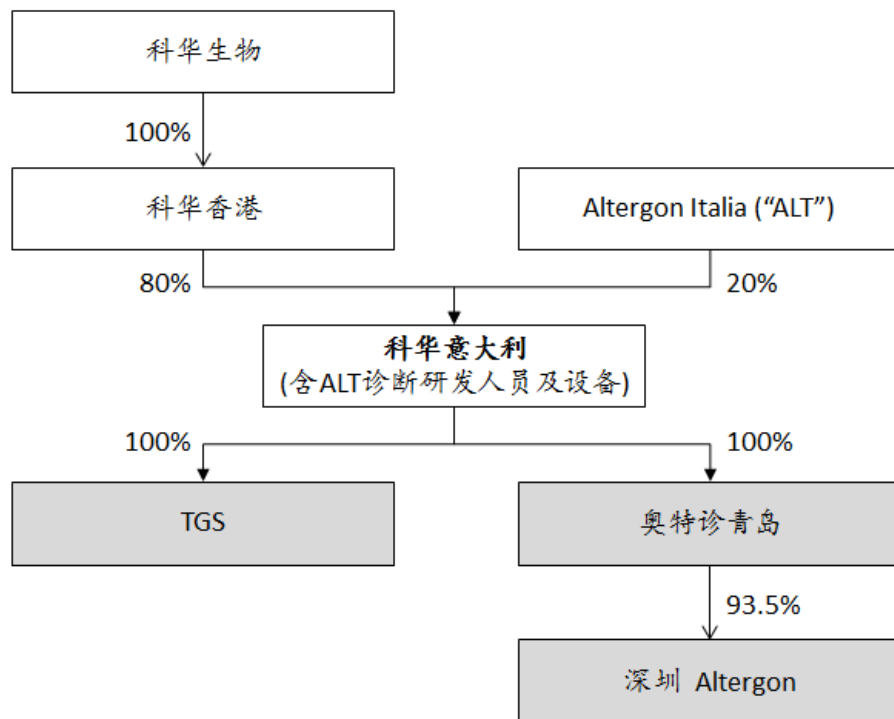 科华生物
100%
科华香港
Altergon Italia (“ALT”)
80%
20%
科华意大利
(含ALT诊断研发人员及设备)
100%
100%
TGS
奥特诊青岛
93.5%
深圳 Altergon